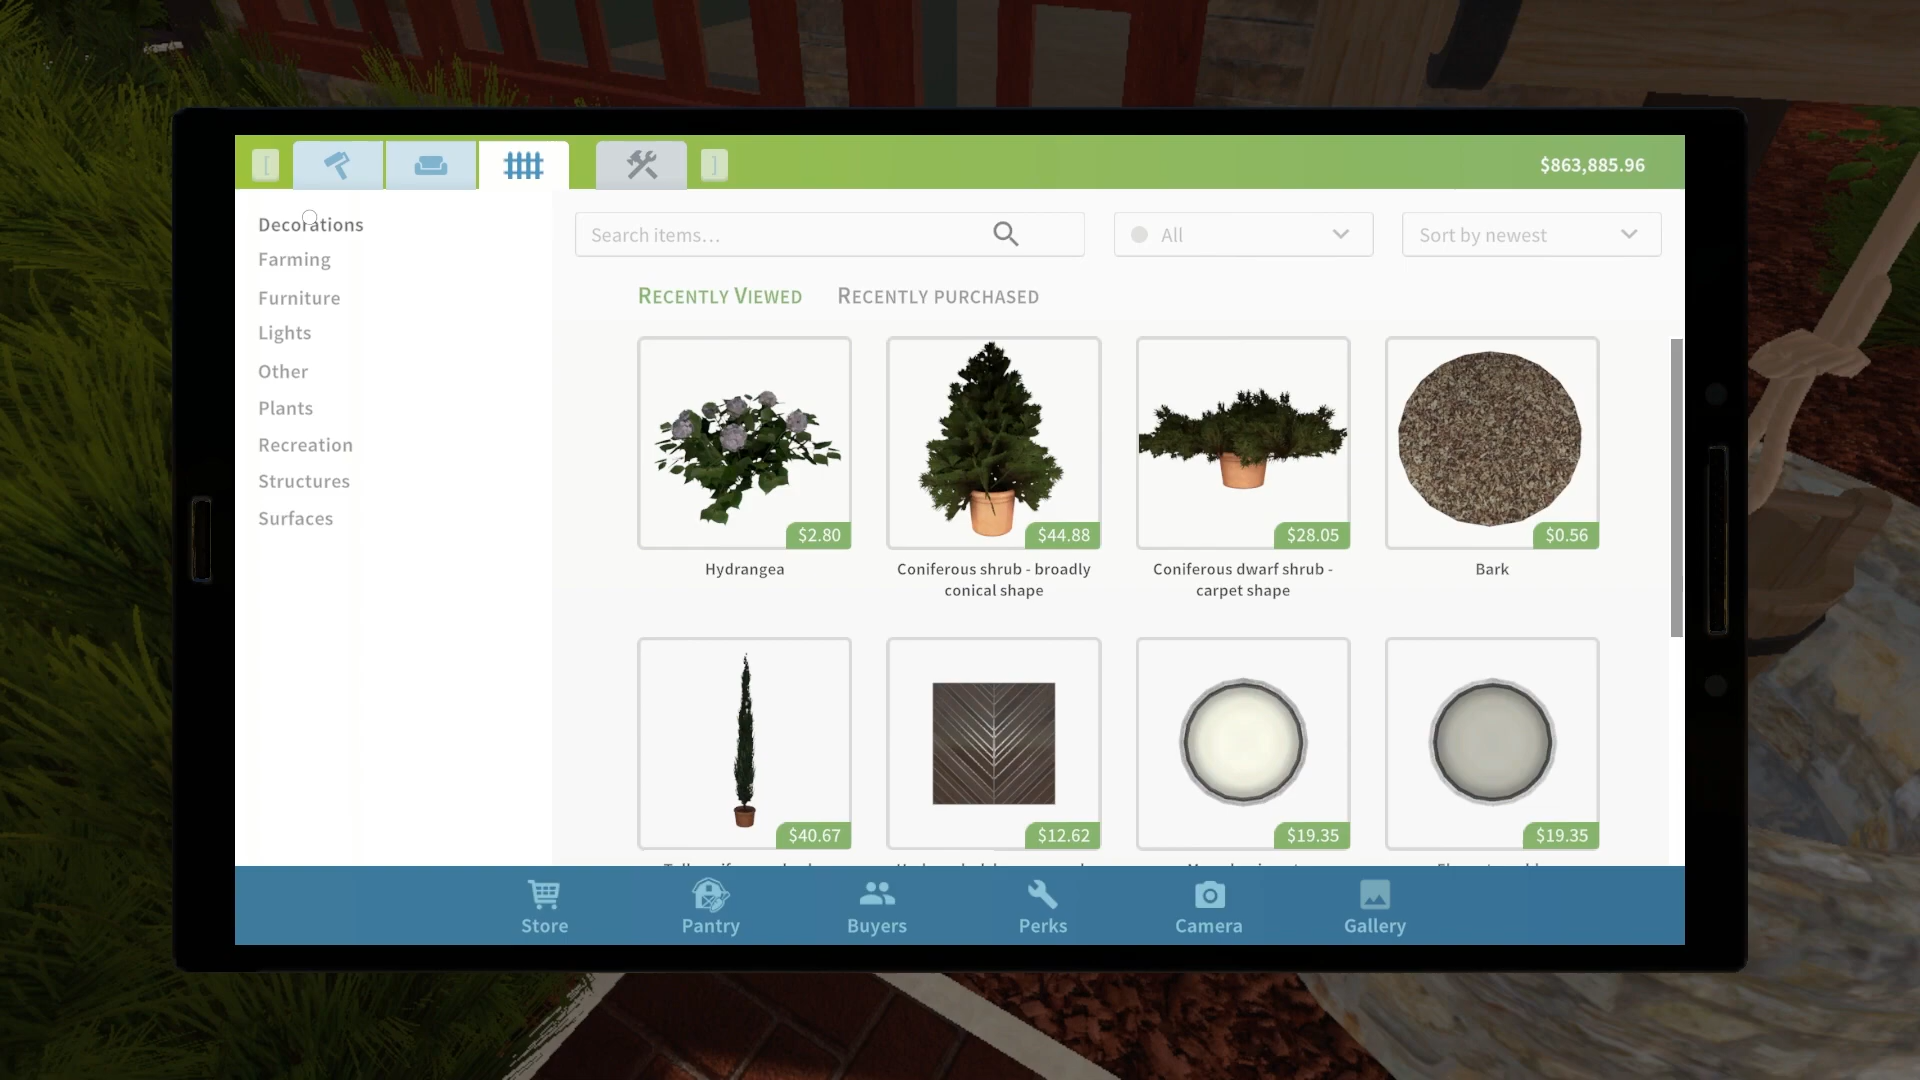 [
]
$863,885.96
Decorations
Farming
Furniture
Lights
Other
Plants
Recreation
Structures
Surfaces
Search items...
All
Sort by newest
RECENTLY VIEWED
RECENTLY PURCHASED
$2.80
$44.88
$28.05
$0.56
Hydrangea
Coniferous shrub - broadly
conical shape
Coniferous dwarf shrub -
carpet shape
Bark
$40.67
$12.62
$19.35
$19.35
Store
Pantry
Buyers
Perks
Camera
Gallery